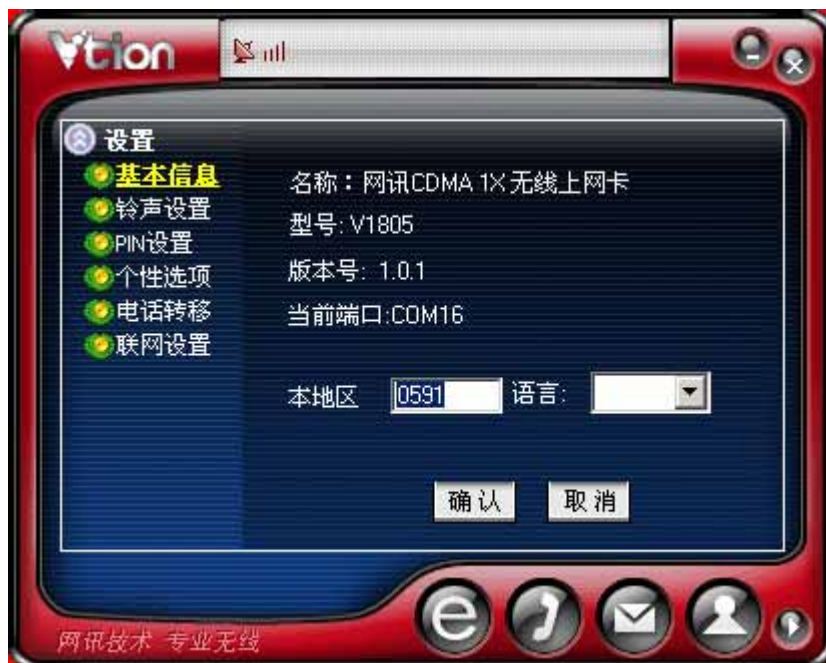 Vtion
设置
基本信息
铃声设置
PIN设置
个性选项
电话转移
联网设置
名称：网讯CDMA 1X 无线上网卡
型号: V1805
版本号: 1.0.1
当前端口:COM16
本地区 0591 语言:
确认 取消
网讯技术 专业无线